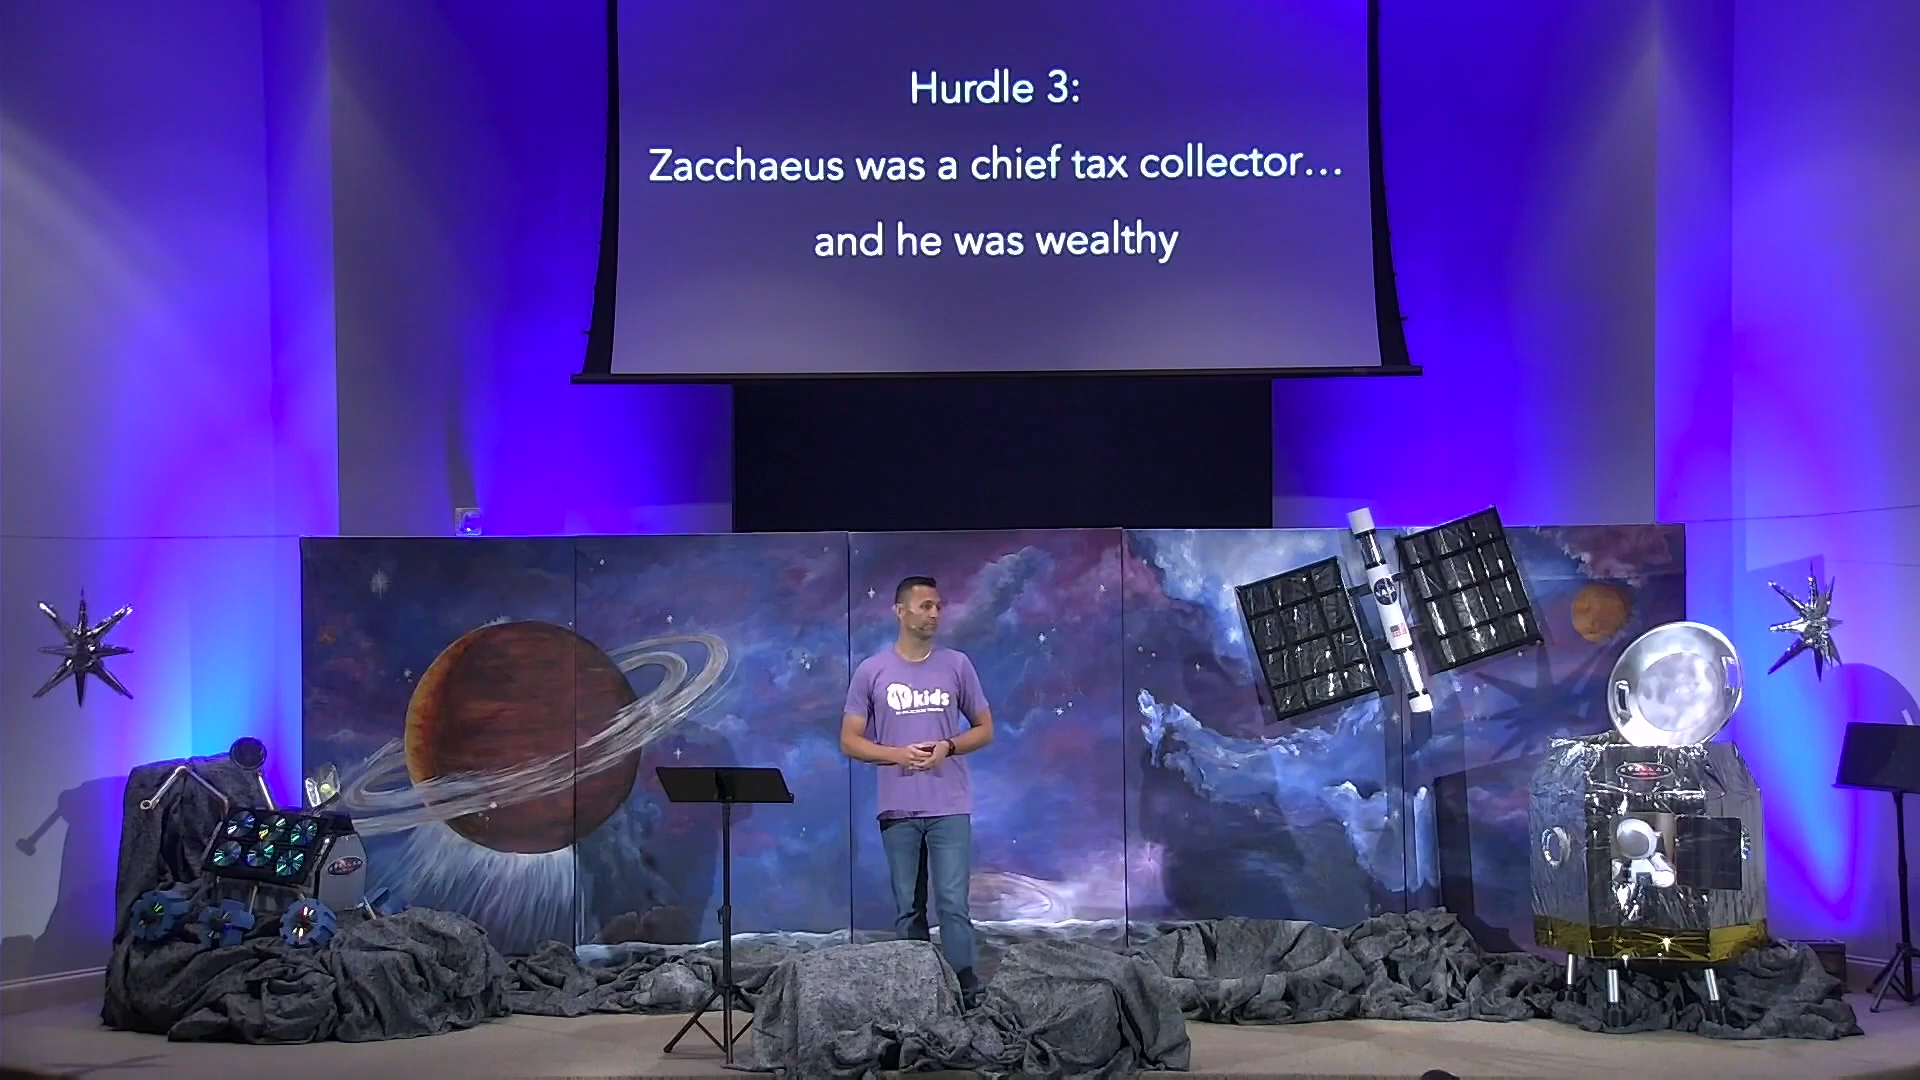 Hurdle 3:
Zacchaeus was a chief tax collector...
and he was wealthy
kids